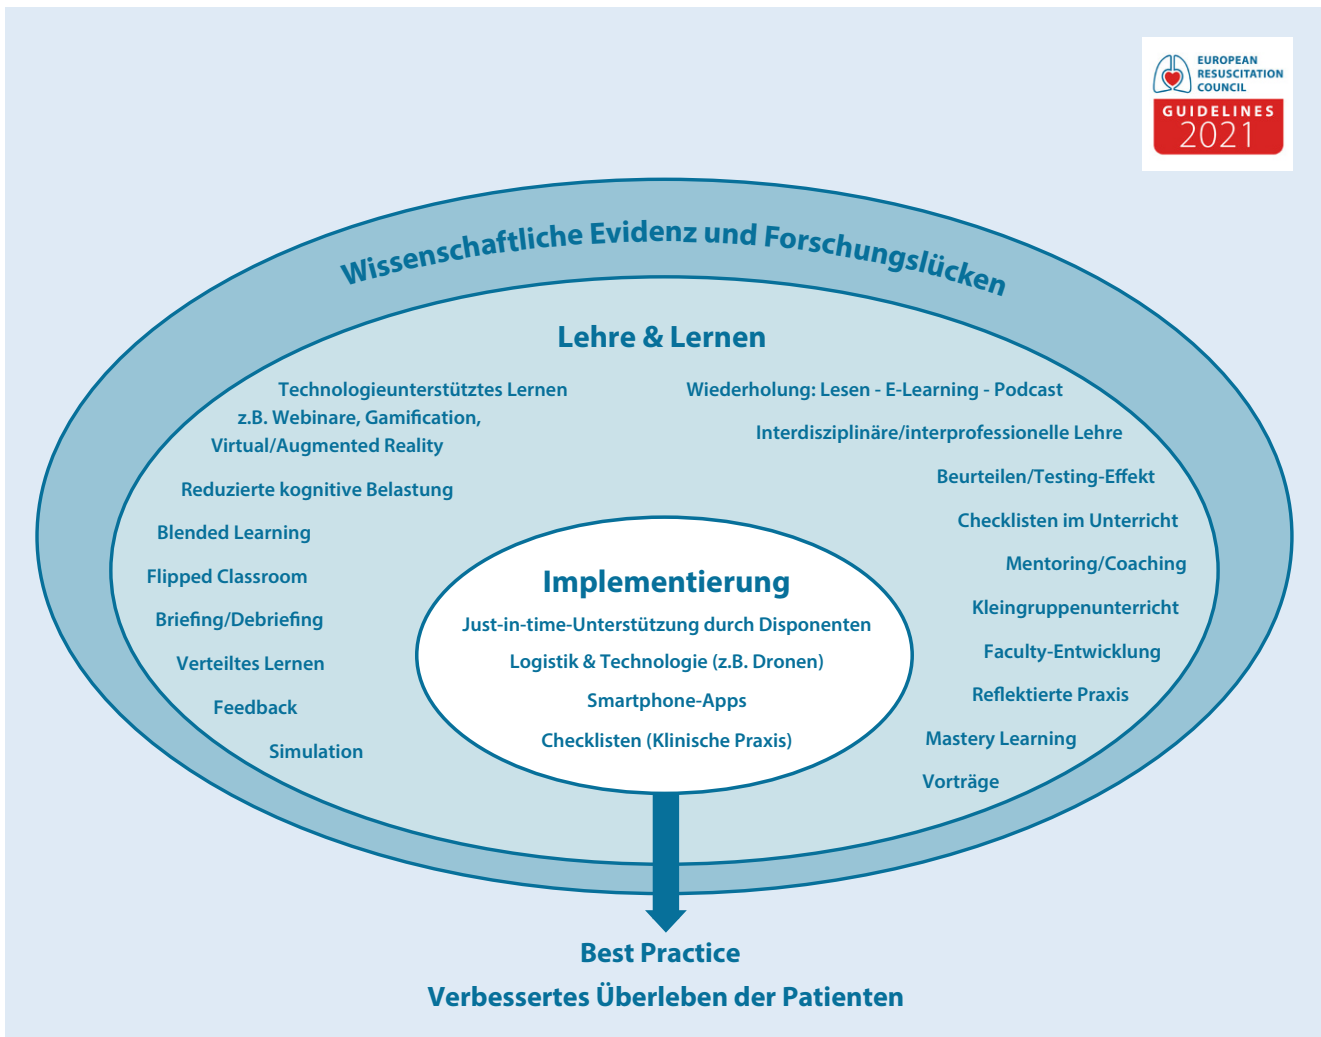 EUROPEAN
RESUSCITATION
COUNCIL
GUIDELINES
2021
Wissenschaftliche Evidenz und Forschungslücken
Lehre & Lernen
Technologieunterstütztes Lernen
z.B. Webinare, Gamification,
Virtual/Augmented Reality
Reduzierte kognitive Belastung
Blended Learning
Flipped Classroom
Briefing/Debriefing
Verteiltes Lernen
Feedback
Simulation
Wiederholung: Lesen - E-Learning - Podcast
Interdisziplinäre/interprofessionelle Lehre
Beurteilen/Testing-Effekt
Checklisten im Unterricht
Mentoring/Coaching
Kleingruppenunterricht
Faculty-Entwicklung
Reflektierte Praxis
Mastery Learning
Vorträge
Implementierung
Just-in-time-Unterstützung durch Disponenten
Logistik & Technologie (z.B. Dronen)
Smartphone-Apps
Checklisten (Klinische Praxis)
Best Practice
Verbessertes Überleben der Patienten